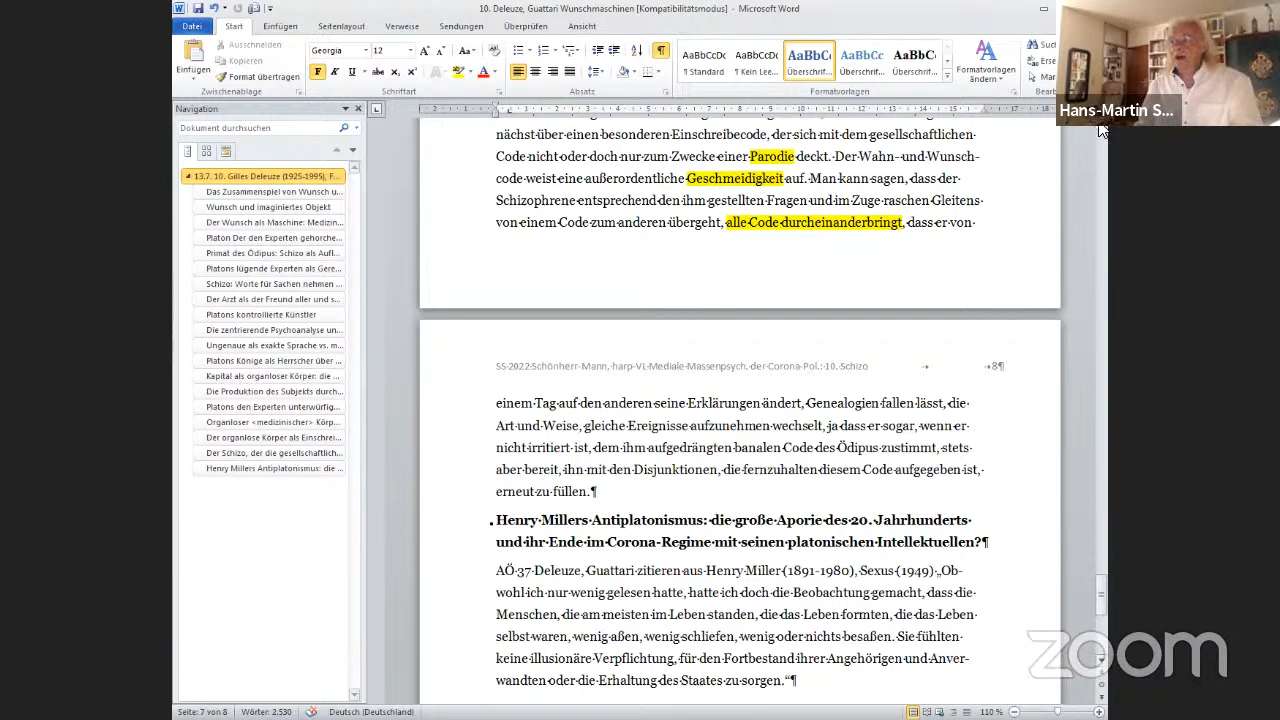 10. Deleuze, Guattari Wunschmaschinen [Kompatibilitätsmodus] - Microsoft Word
Datei Start Einfügen Seitenlayout Verweise Sendungen Überprüfen Ansicht
Einfügen
Ausschneiden
Kopieren
Format übertragen
Zwischenablage
Georgia 12
F K U abc x₂ x²
Schriftart
Absatz
AaBbCcDc AaBbCcDc AaBbC AaBbCc AaBbCc
¶ Standard ¶ Kein Lee... Überschrif... Überschrif... Überschrif...
Formatvorlagen ändern
Formatvorlagen
Suc
Erse
Mar
Bearb
Hans-Martin S...
Navigation
Dokument durchsuchen
13.7. 10. Gilles Deleuze (1925-1995), F...
Das Zusammenspiel von Wunsch u...
Wunsch und imaginiertes Objekt
Der Wunsch als Maschine: Medizin...
Platon Der den Experten gehorche...
Primat des Ödipus: Schizo als Aufl...
Platons lügende Experten als Gere...
Schizo: Worte für Sachen nehmen ...
Der Arzt als der Freund aller und s...
Platons kontrollierte Künstler
Die zentrierende Psychoanalyse un...
Ungenaue als exakte Sprache vs. m...
Platons Könige als Herrscher über ...
Kapital als organloser Körper: die ...
Die Produktion des Subjekts durch...
Platons den Experten unterwürfig...
Organloser <medizinischer> Körp...
Der organlose Körper als Einschrei...
Der Schizo, der die gesellschaftlich...
Henry Millers Antiplatonismus: die ...
nächst·über·einen·besonderen·Einschreibecode,·der·sich·mit·dem·gesellschaftlichen·
Code·nicht·oder·doch·nur·zum·Zwecke·einer·Parodie·deckt.·Der·Wahn-·und·Wunsch-
code·weist·eine·außerordentliche·Geschmeidigkeit·auf.·Man·kann·sagen,·dass·der·
Schizophrene·entsprechend·den·ihm·gestellten·Fragen·und·im·Zuge·raschen·Gleitens·
von·einem·Code·zum·anderen·übergeht,·alle·Code·durcheinanderbringt,·dass·er·von·
SS·2022·Schönherr-Mann,·harp·VL·Mediale·Massenpsych.·der·Corona-Pol.:·10.·Schizo → →8¶
einem·Tag·auf·den·anderen·seine·Erklärungen·ändert,·Genealogien·fallen·lässt,·die·
Art·und·Weise,·gleiche·Ereignisse·aufzunehmen·wechselt,·ja·dass·er·sogar,·wenn·er·
nicht·irritiert·ist,·dem·ihm·aufgedrängten·banalen·Code·des·Ödipus·zustimmt,·stets·
aber·bereit,·ihn·mit·den·Disjunktionen,·die·fernzuhalten·diesem·Code·aufgegeben·ist,·
erneut·zu·füllen.¶
Henry·Millers·Antiplatonismus:·die·große·Aporie·des·20.·Jahrhunderts·
und·ihr·Ende·im·Corona-Regime·mit·seinen·platonischen·Intellektuellen?¶
AÖ·37·Deleuze,·Guattari·zitieren·aus·Henry·Miller·(1891-1980),·Sexus·(1949)·„Ob-
wohl·ich·nur·wenig·gelesen·hatte,·hatte·ich·doch·die·Beobachtung·gemacht,·dass·die·
Menschen,·die·am·meisten·im·Leben·standen,·die·das·Leben·formten,·die·das·Leben·
selbst·waren,·wenig·aßen,·wenig·schliefen,·wenig·oder·nichts·besaßen.·Sie·fühlten·
keine·illusionäre·Verpflichtung,·für·den·Fortbestand·ihrer·Angehörigen·und·Anver-
wandten·oder·die·Erhaltung·des·Staates·zu·sorgen."¶
zoom
Seite: 7 von 8 Wörter: 2.530 Deutsch (Deutschland) 110 %